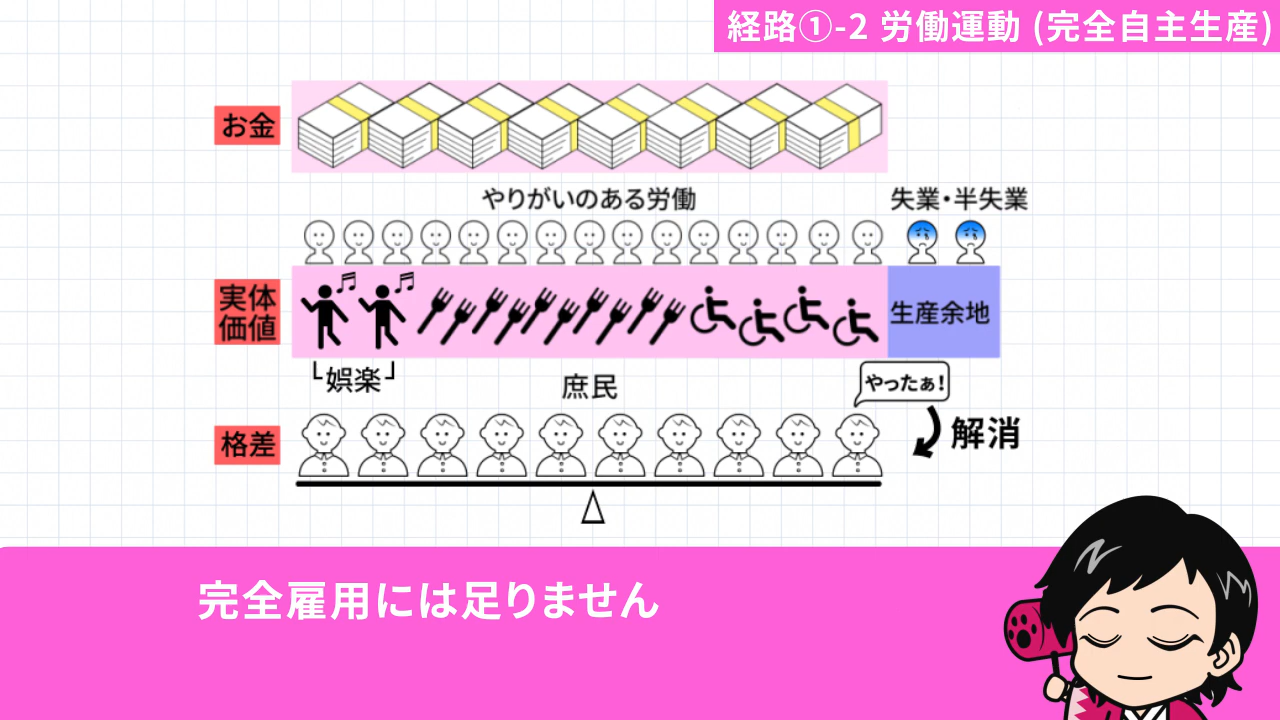 経路①-2 労働運動 (完全自主生産)
お金
やりがいのある労働
失業・半失業
実体
価値
生産余地
娯楽
庶民
やったぁ!
格差
解消
完全雇用には足りません